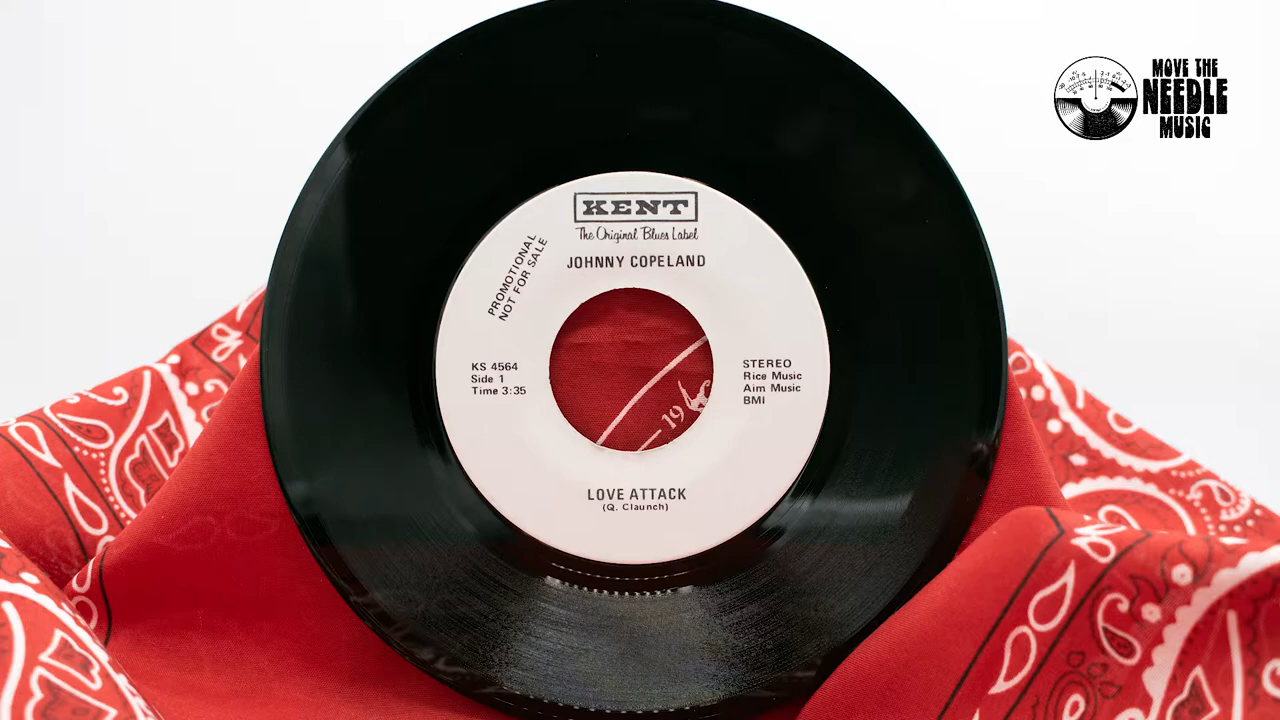 MOVE THE
NEEDLE
MUSIC
KENT
The Original Blues Label
PROMOTIONAL
NOT FOR SALE
JOHNNY COPELAND
KS 4564
Side 1
Time 3:35
STEREO
Rice Music
Aim Music
BMI
19
LOVE ATTACK
(Q. Claunch)